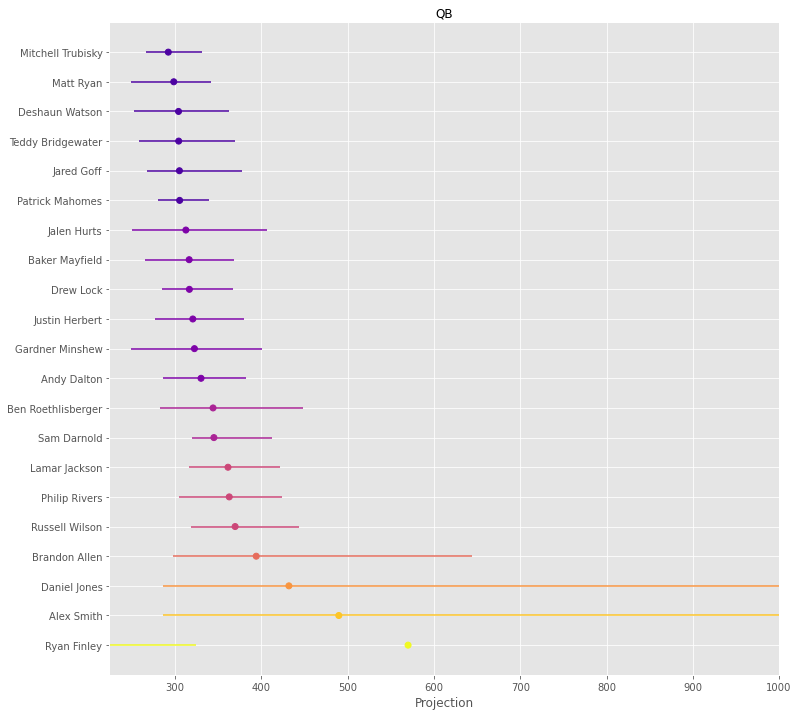 QB
Mitchell Trubisky
Matt Ryan
Deshaun Watson
Teddy Bridgewater
Jared Goff
Patrick Mahomes
Jalen Hurts
Baker Mayfield
Drew Lock
Justin Herbert
Gardner Minshew
Andy Dalton
Ben Roethlisberger
Sam Darnold
Lamar Jackson
Philip Rivers
Russell Wilson
Brandon Allen
Daniel Jones
Alex Smith
Ryan Finley
300 400 500 600 700 800 900 1000
Projection